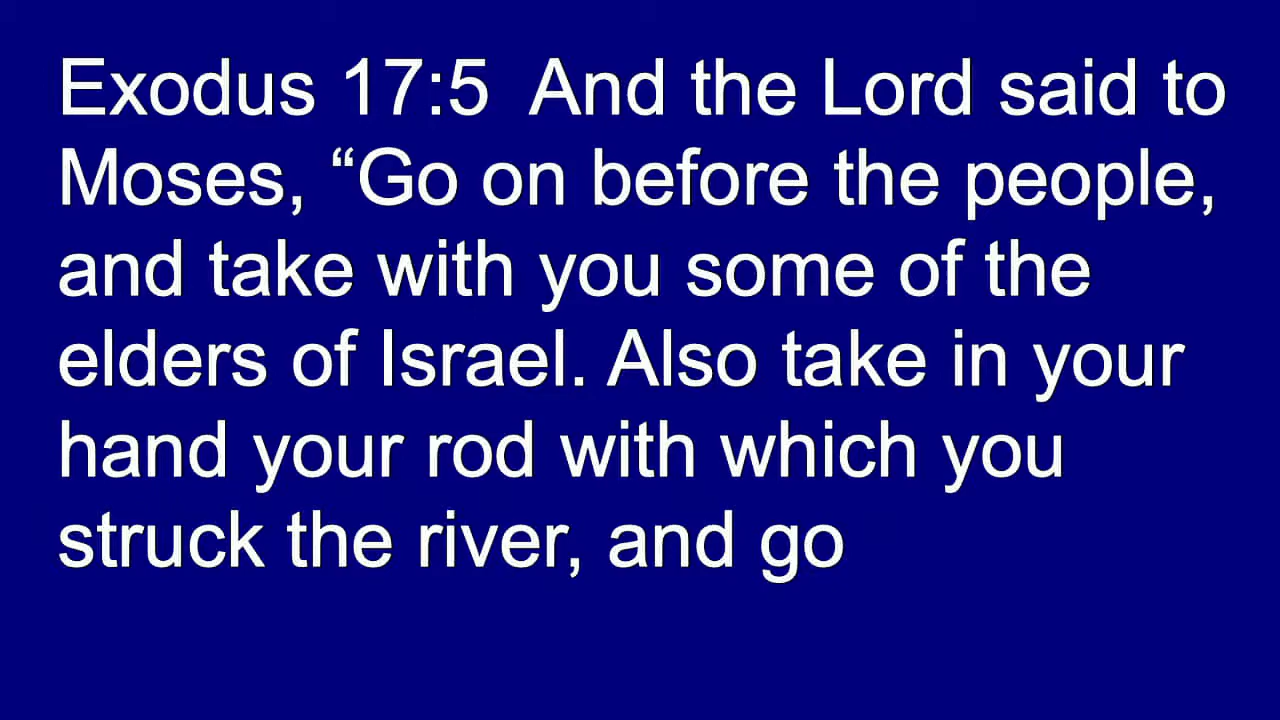 Exodus 17:5  And the Lord said to
Moses, “Go on before the people,
and take with you some of the
elders of Israel. Also take in your
hand your rod with which you
struck the river, and go